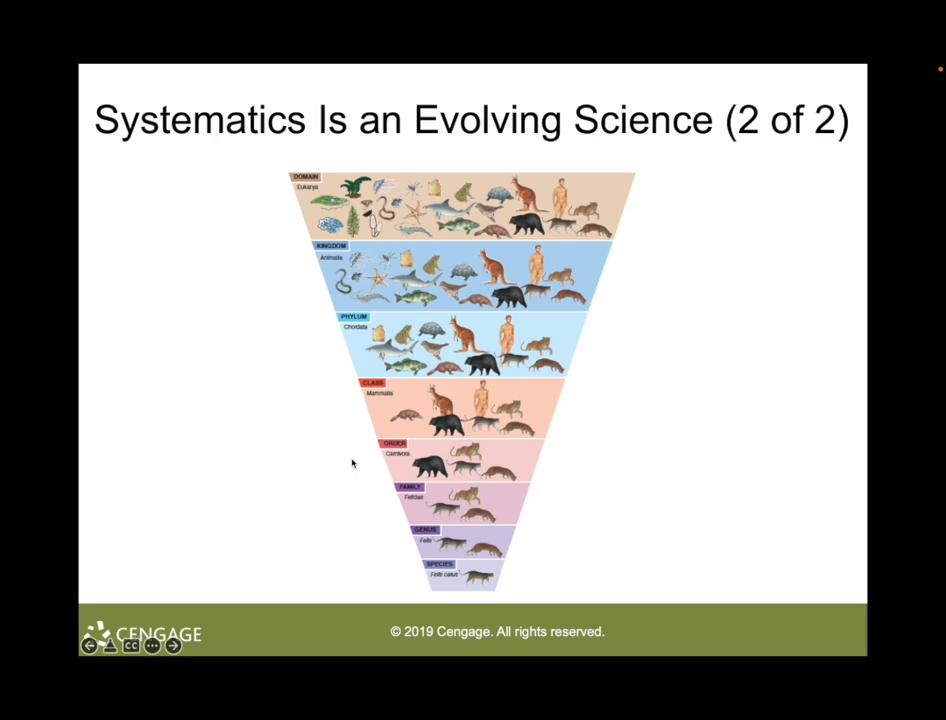 Systematics Is an Evolving Science (2 of 2)
DOMAIN
Eukarya
KINGDOM
Animalia
PHYLUM
Chordata
CLASS
Mammalia
ORDER
Carnivora
FAMILY
Felidae
GENUS
Felis
SPECIES
Felis catus
CENGAGE
© 2019 Cengage. All rights reserved.
CC